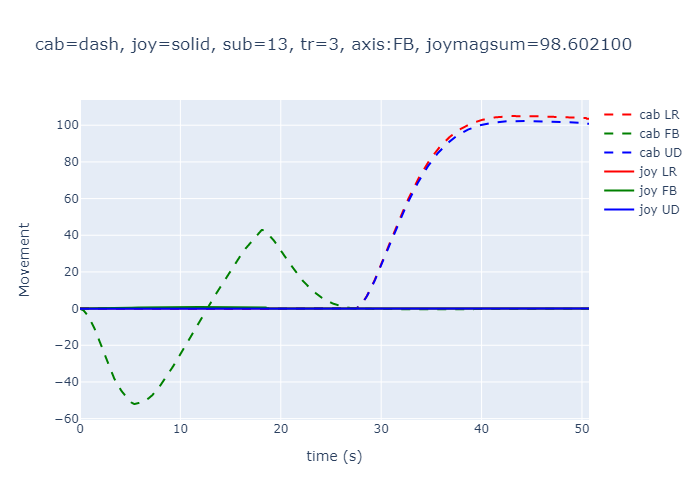 cab=dash, joy=solid, sub=13, tr=3, axis:FB, joymagsum=98.602100
cab LR
cab FB
cab UD
joy LR
joy FB
joy UD
Movement
100
80
60
40
20
0
−20
−40
−60
0 10 20 30 40 50
time (s)